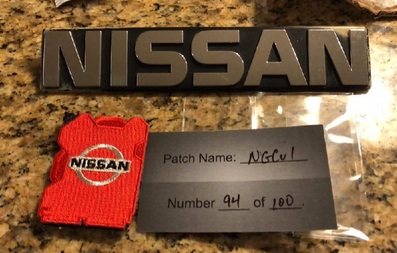 NISSAN
NISSAN
Patch Name: NGCv1
Number 94 of 100